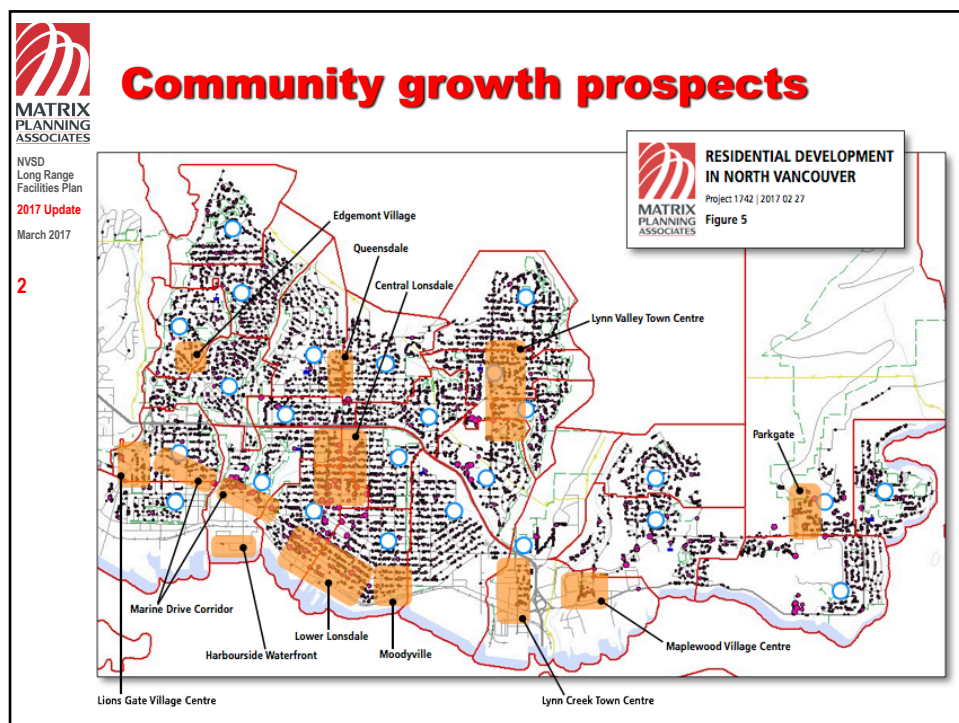 MATRIX
PLANNING
ASSOCIATES
Community growth prospects
NVSD
Long Range
Facilities Plan
2017 Update
March 2017
2
MATRIX
PLANNING
ASSOCIATES
RESIDENTIAL DEVELOPMENT
IN NORTH VANCOUVER
Project 1742 | 2017 02 27
Figure 5
Edgemont Village
Queensdale
Central Lonsdale
Lynn Valley Town Centre
Parkgate
Marine Drive Corridor
Lower Lonsdale
Harbourside Waterfront
Moodyville
Maplewood Village Centre
Lions Gate Village Centre
Lynn Creek Town Centre